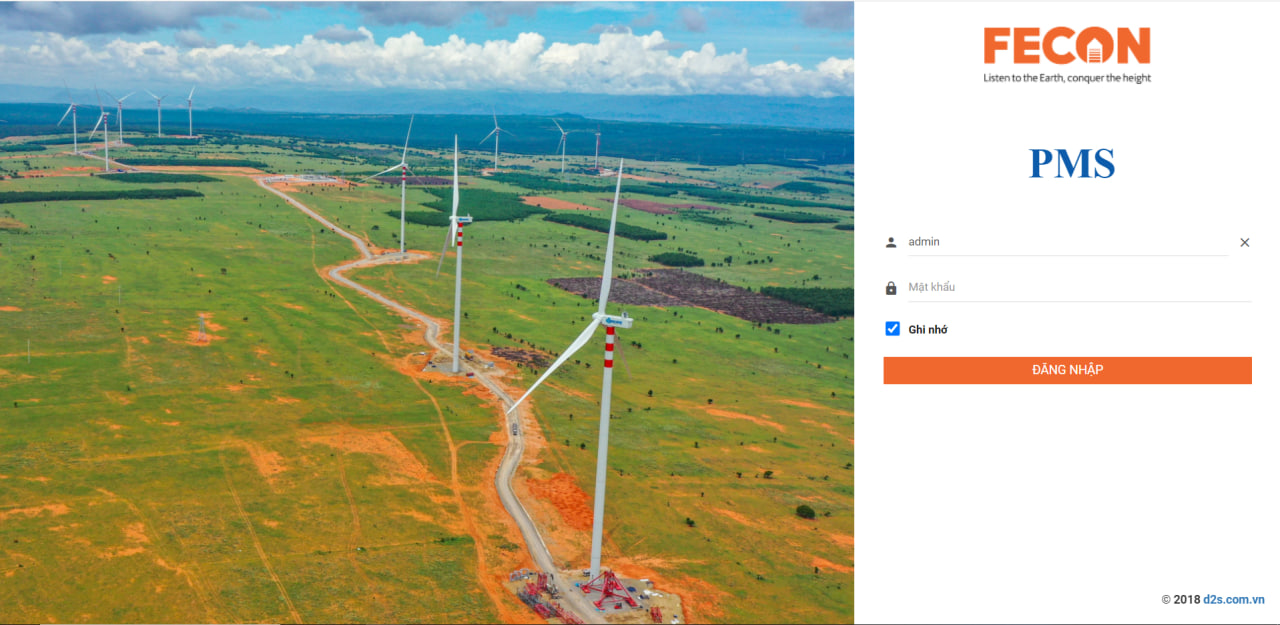 FECON
Listen to the Earth, conquer the height
PMS
admin
Mật khẩu
Ghi nhớ
ĐĂNG NHẬP
© 2018 d2s.com.vn